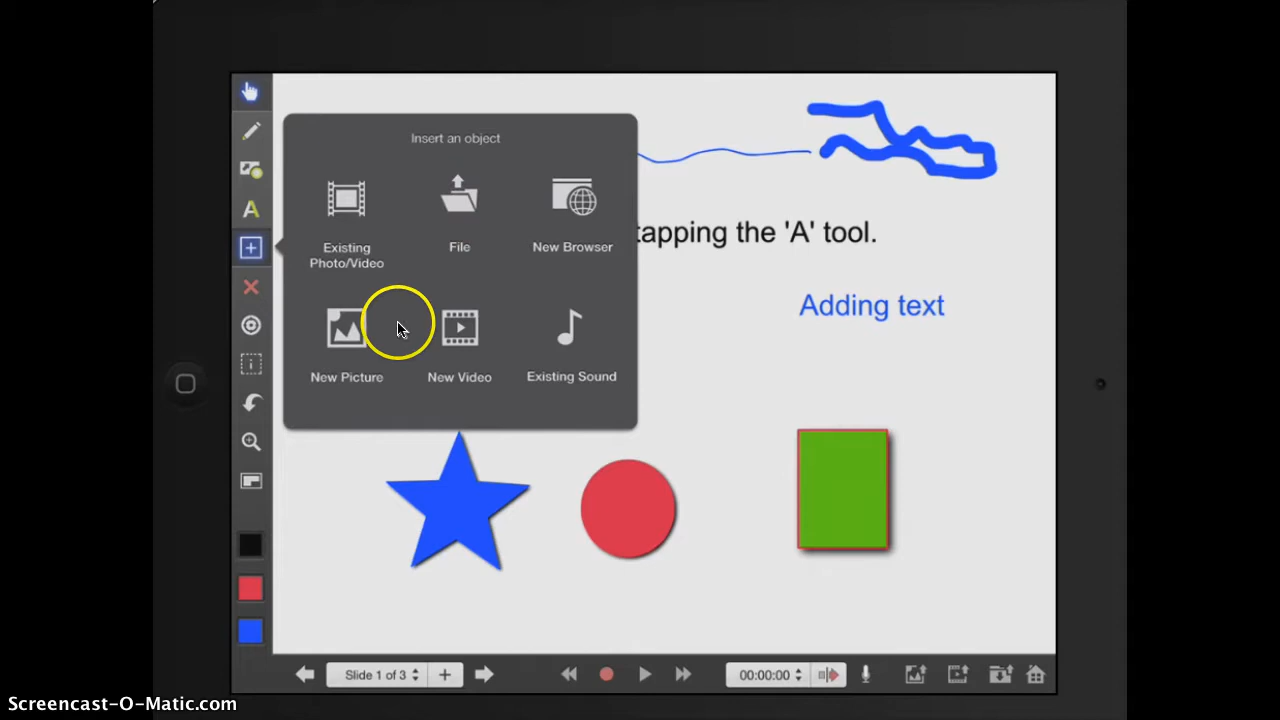 Insert an object
Existing
Photo/Video
File
New Browser
New Picture
New Video
Existing Sound
A
tapping the 'A' tool.
Adding text
Slide 1 of 3
00:00:00
Screencast-O-Matic.com